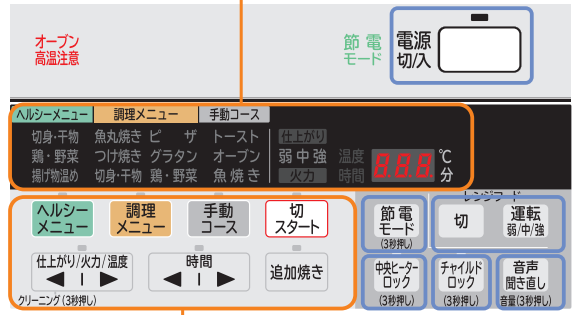 オーブン
高温注意
節電
モード
電源
切/入
ヘルシーメニュー 調理メニュー 手動コース
切身・干物 魚丸焼き ピザ トースト 仕上がり
鶏・野菜 つけ焼き グラタン オーブン 弱中強 温度 888 ℃
揚げ物温め 切身・干物 鶏・野菜 魚焼き 火力 時間 分
レンジフード
ヘルシー
メニュー
調理
メニュー
手動
コース
切
スタート
節電
モード
(3秒押し)
切
運転
弱/中/強
仕上がり/火力/温度
時間
追加焼き
クリーニング(3秒押し)
中央ヒーター
ロック
(3秒押し)
チャイルド
ロック
(3秒押し)
音声
聞き直し
音量(3秒押し)